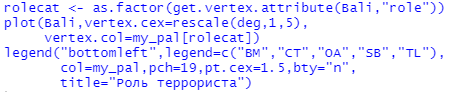 rolecat <- as.factor(get.vertex.attribute(Bali,"role"))
plot(Bali,vertex.cex=rescale(deg,1,5),
vertex.col=my_pal[rolecat])
legend("bottomleft",legend=c("BM","CT","OA","SB","TL"),
col=my_pal,pch=19,pt.cex=1.5,bty="n",
title="Роль террориста")